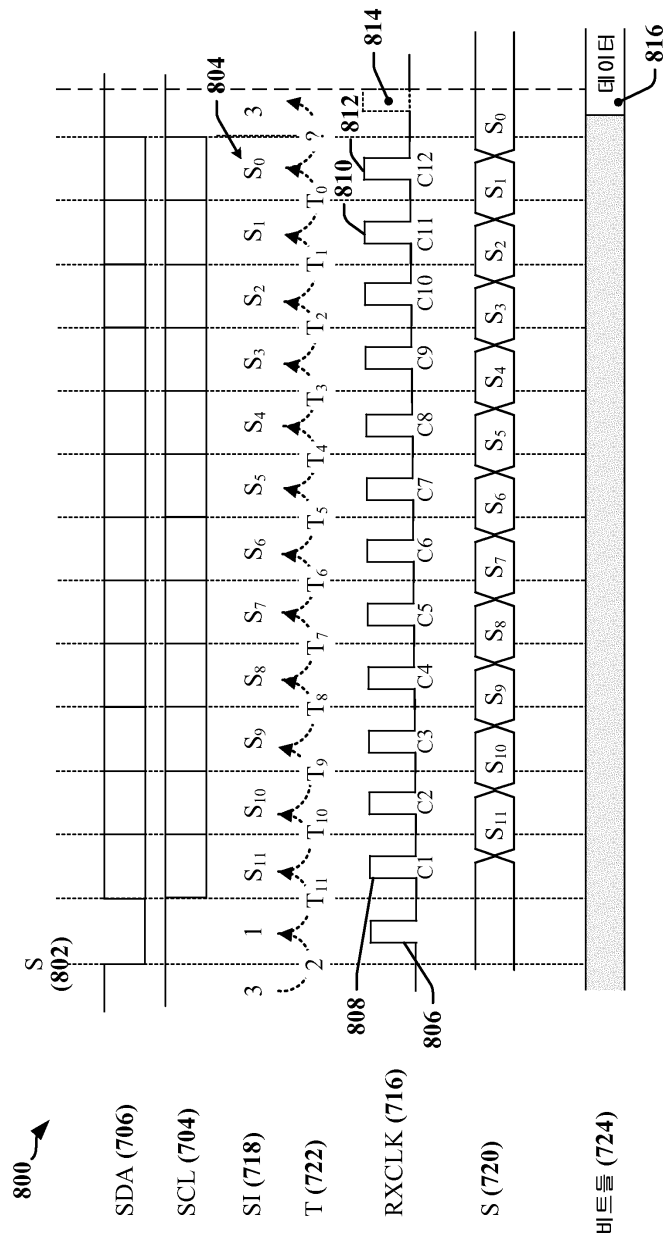 800
S
(802)
SDA (706)
SCL (704)
SI (718) 3 1 S11 S10 S9 S8 S7 S6 S5 S4 S3 S2 S1 S0 3
804
T (722) 2 T11 T10 T9 T8 T7 T6 T5 T4 T3 T2 T1 T0 ?
808 810 812 814
RXCLK (716)
806 C1 C2 C3 C4 C5 C6 C7 C8 C9 C10 C11 C12
S (720) S11 S10 S9 S8 S7 S6 S5 S4 S3 S2 S1 S0
비트들 (724) 데이터
816